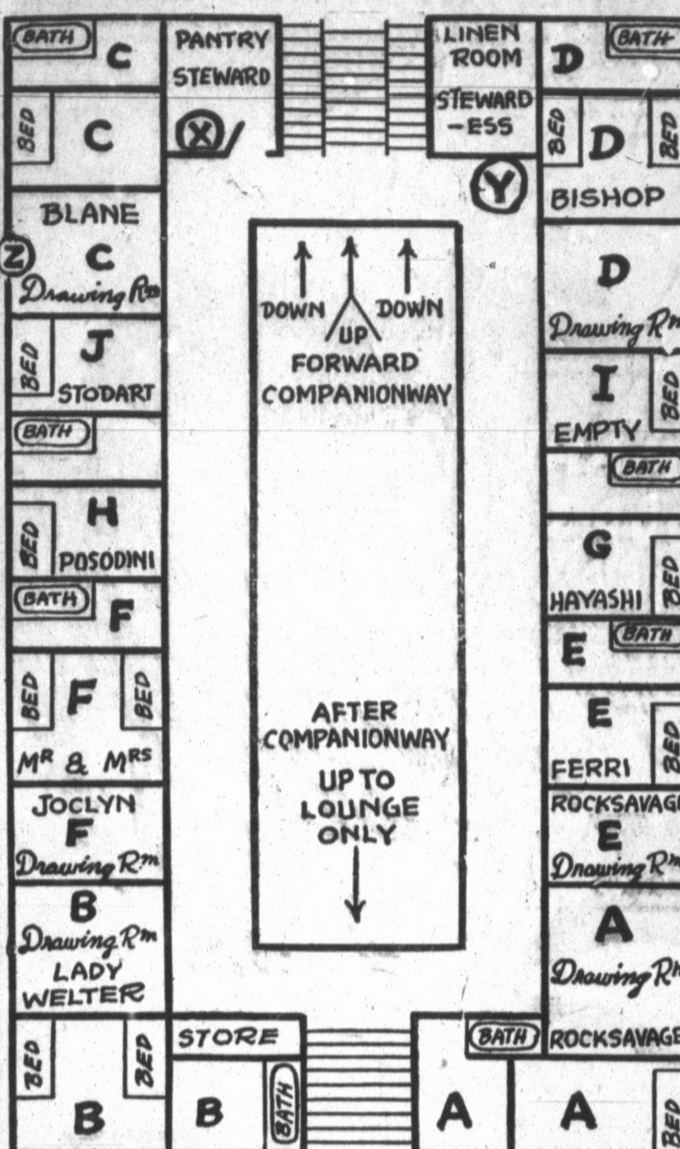 BATH
C
BED
C
BLANE
Z
C
Drawing Rm
J
BED
STODART
BATH
H
BED
POSODINI
BATH
F
BED
F
BED
MR & MRS
JOCLYN
F
Drawing Rm
B
Drawing Rm
LADY
WELTER
BED
BED
B
PANTRY
STEWARD
X
LINEN
ROOM
STEWARD
-ESS
Y
DOWN
DOWN
UP
FORWARD
COMPANIONWAY
AFTER
COMPANIONWAY
UP TO
LOUNGE
ONLY
STORE
B
BATH
BATH
A
D
BATH
BED
D
BED
BISHOP
D
Drawing Rm
I
BED
EMPTY
BATH
G
HAYASHI
BED
BATH
E
E
FERRI
BED
ROCKSAVAGE
E
Drawing Rm
A
Drawing Rm
ROCKSAVAGE
A
BED